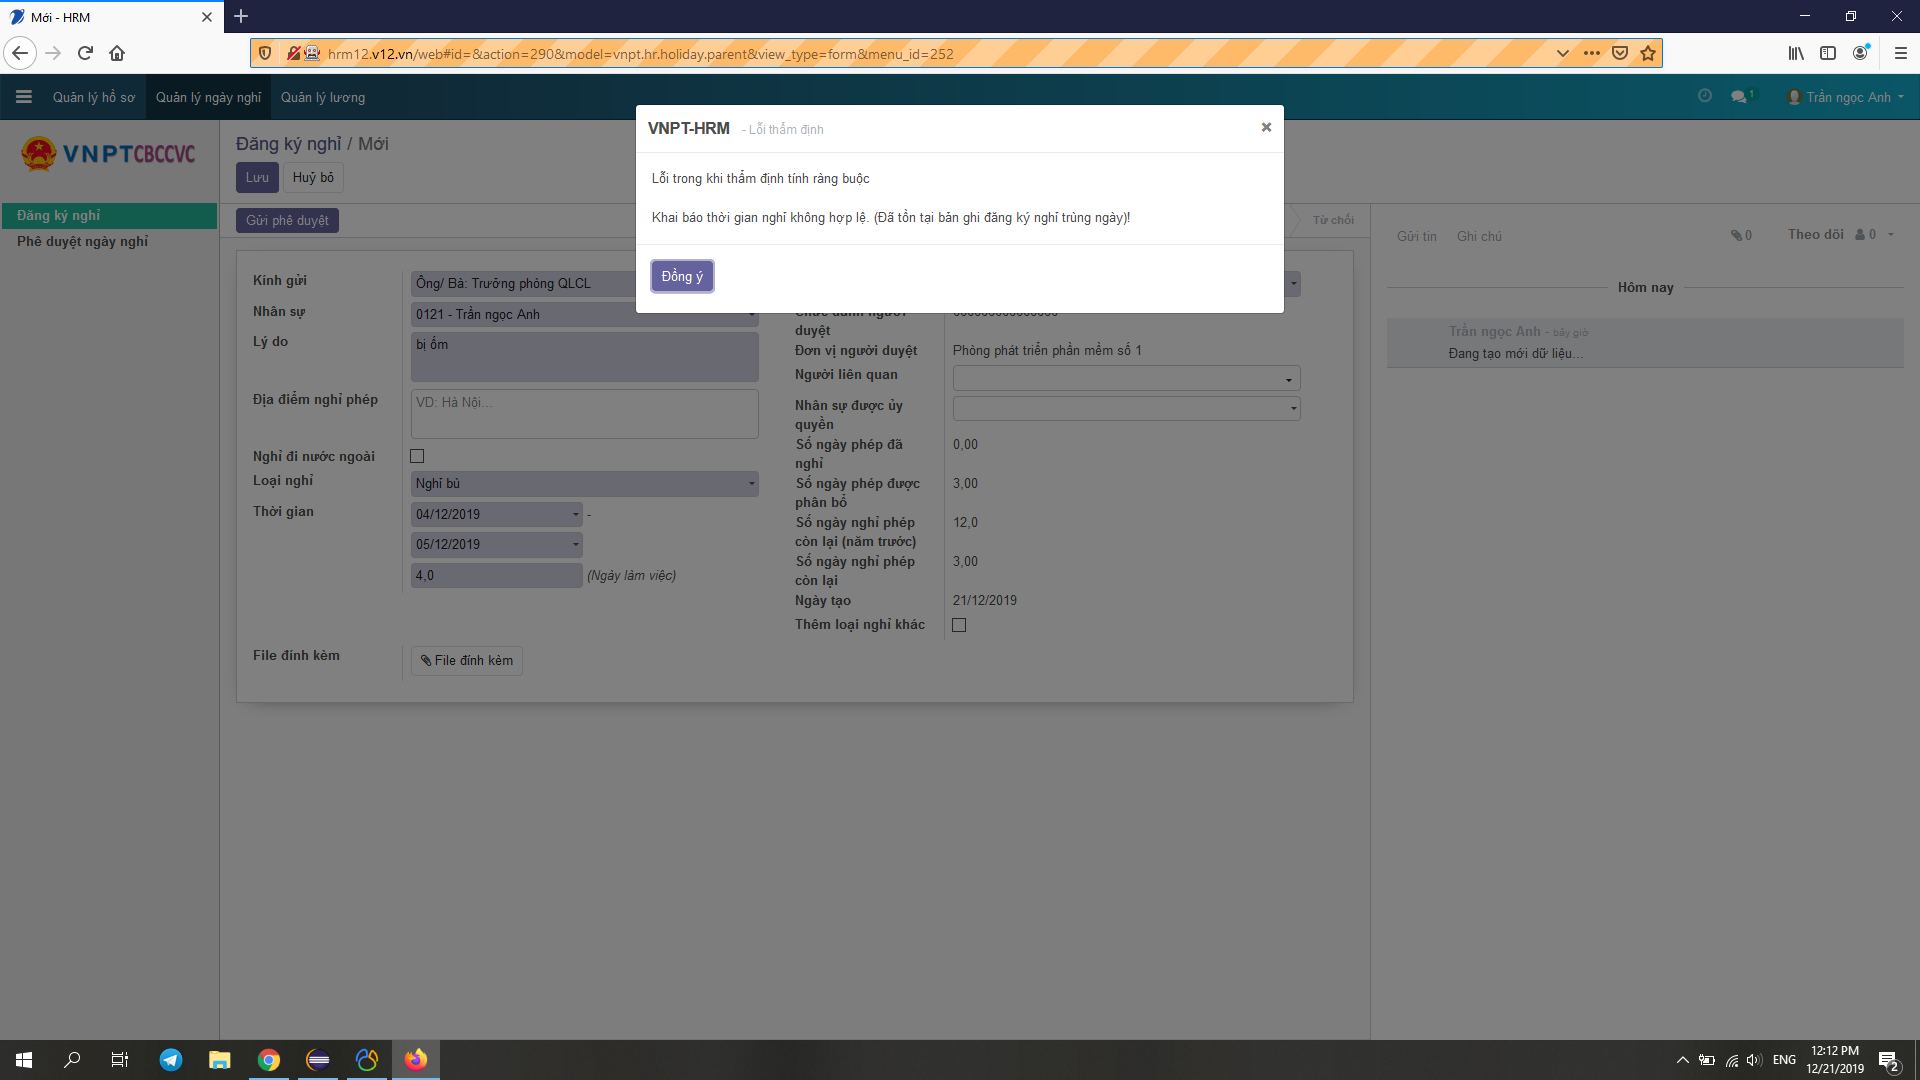 Mới - HRM
hrm12.v12.vn/web#id=&action=290&model=vnpt.hr.holiday.parent&view_type=form&menu_id=252
Quản lý hồ sơ
Quản lý ngày nghỉ
Quản lý lương
1
Trần ngọc Anh
VNPT CBCCVC
Đăng ký nghỉ / Mới
Lưu
Huỷ bỏ
Đăng ký nghỉ
Phê duyệt ngày nghỉ
Gửi phê duyệt
Từ chối
VNPT-HRM - Lỗi thẩm định
Lỗi trong khi thẩm định tính ràng buộc
Khai báo thời gian nghỉ không hợp lệ. (Đã tồn tại bản ghi đăng ký nghỉ trùng ngày)!
Đồng ý
Kính gửi
Ông/ Bà: Trưởng phòng QLCL
Nhân sự
0121 - Trần ngọc Anh
Lý do
bị ốm
Địa điểm nghỉ phép
VD: Hà Nội...
Nghỉ đi nước ngoài
Loại nghỉ
Nghỉ bù
Thời gian
04/12/2019 -
05/12/2019
4,0 (Ngày làm việc)
File đính kèm
File đính kèm
duyệt
Đơn vị người duyệt
Phòng phát triển phần mềm số 1
Người liên quan
Nhân sự được ủy
quyền
Số ngày phép đã
nghỉ
0,00
Số ngày phép được
phân bổ
3,00
Số ngày nghỉ phép
còn lại (năm trước)
12,0
Số ngày nghỉ phép
còn lại
3,00
Ngày tạo
21/12/2019
Thêm loại nghỉ khác
Gửi tin
Ghi chú
0
Theo dõi
0
Hôm nay
Trần ngọc Anh - bây giờ
Đang tạo mới dữ liệu...
ENG
12:12 PM
12/21/2019
2